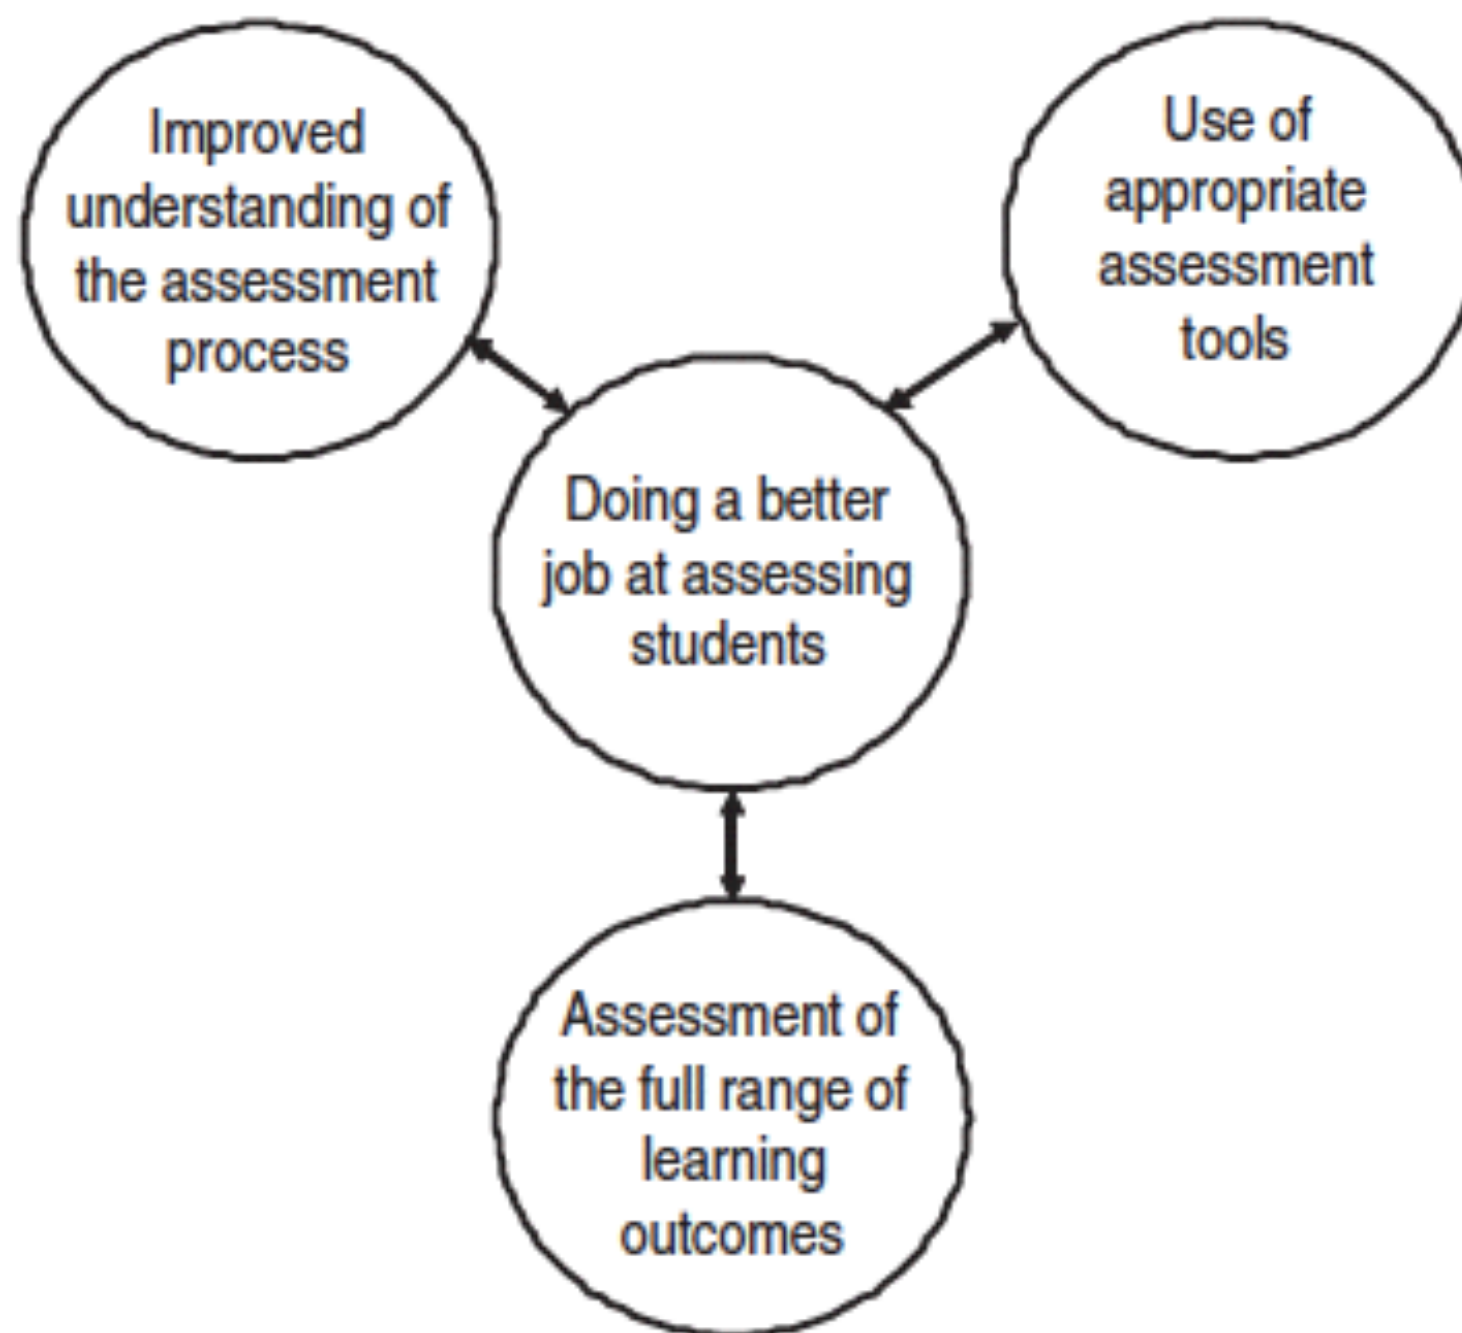 Improved
understanding of
the assessment
process
Use of
appropriate
assessment
tools
Doing a better
job at assessing
students
Assessment of
the full range of
learning
outcomes